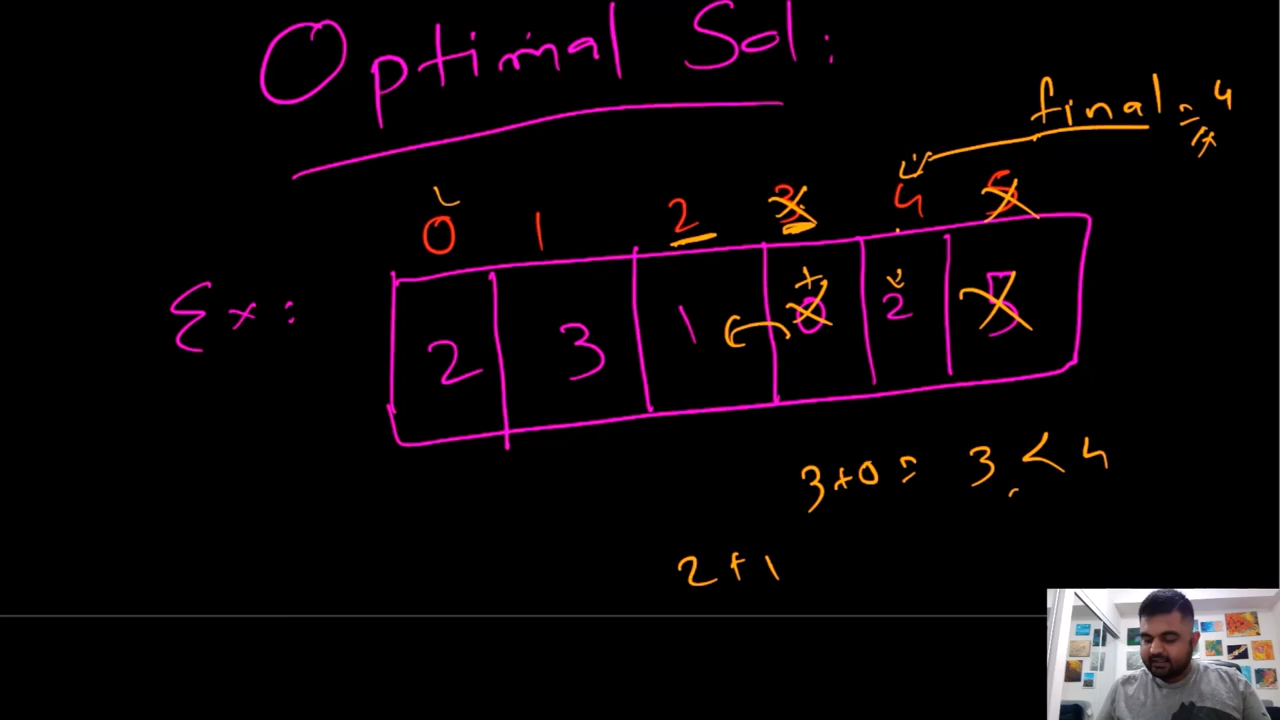 Optimal Sol:
final = 4
0 1 2 3 4 5
Ex: 2 3 1 0 2 5
3+0 = 3 < 4
2+1